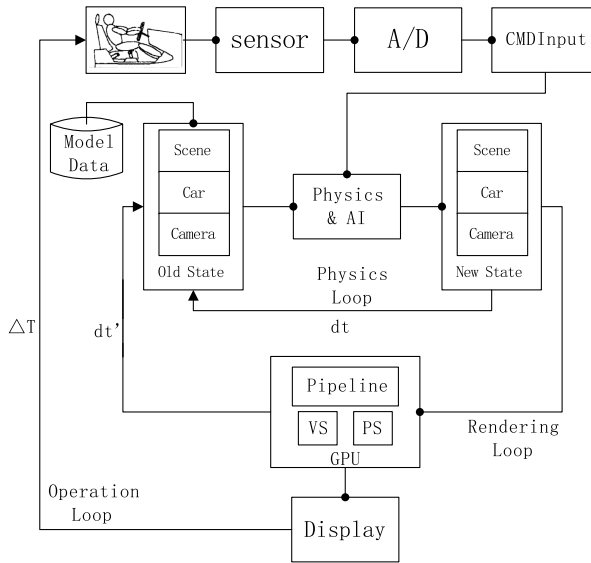 sensor
A/D
CMDInput
Model
Data
Scene
Car
Camera
Old State
Physics
& AI
Scene
Car
Camera
New State
Physics
Loop
dt
△T
dt'
Pipeline
VS
PS
GPU
Rendering
Loop
Operation
Loop
Display